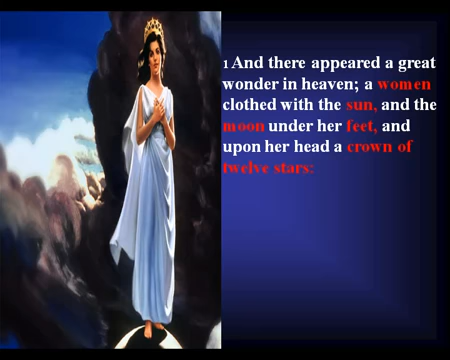 1 And there appeared a great
wonder in heaven; a women
clothed with the sun, and the
moon under her feet, and
upon her head a crown of
twelve stars: